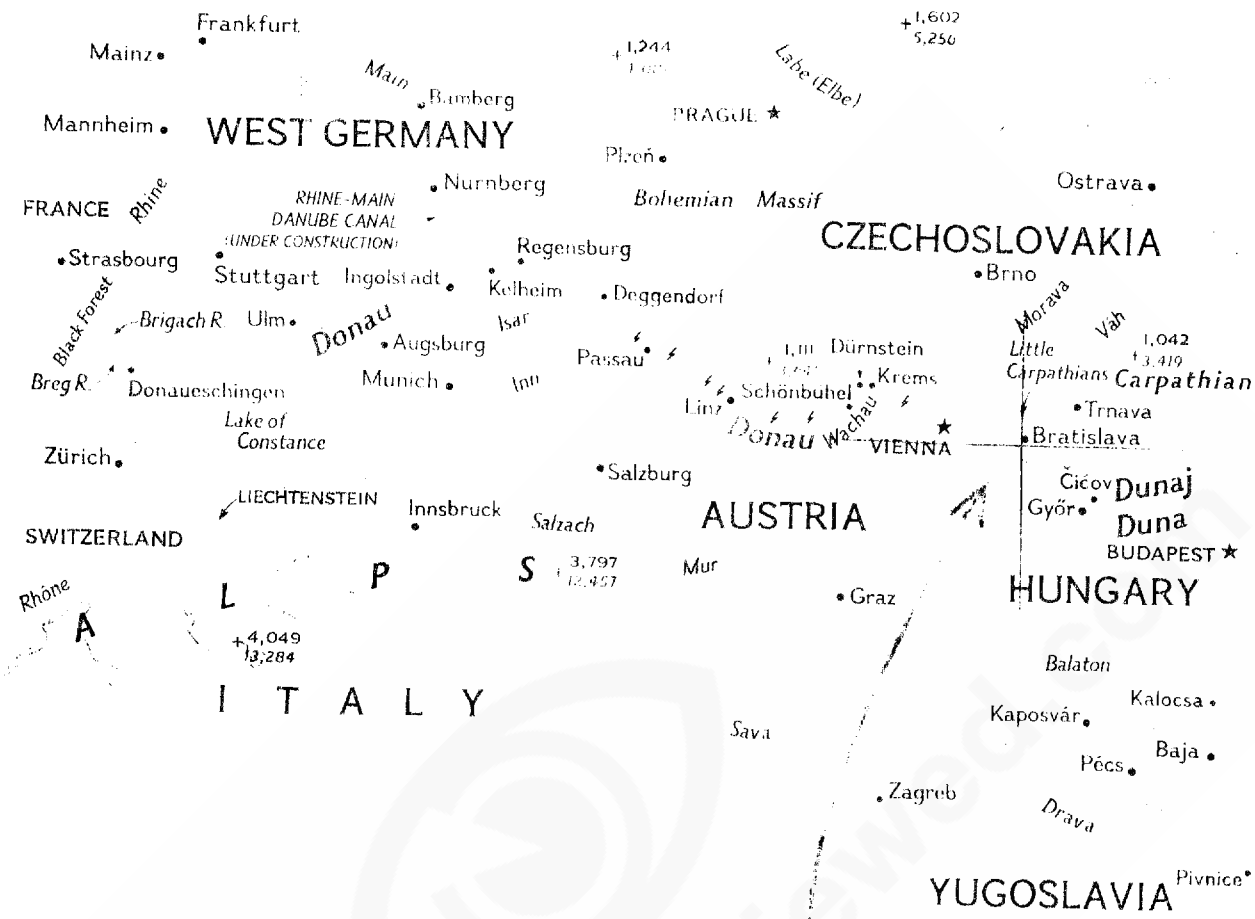 Frankfurt
Mainz
+1,602
5,250
+1,244
Labe (Elbe)
Main
Bamberg
PRAGUE
Mannheim
WEST GERMANY
Plzeň
Nurnberg
Ostrava
FRANCE
Rhine
RHINE-MAIN
DANUBE CANAL
(UNDER CONSTRUCTION)
Bohemian Massif
CZECHOSLOVAKIA
Strasbourg
Stuttgart
Ingolstadt
Regensburg
Kelheim
Deggendorf
Brno
Black Forest
Brigach R.
Ulm
Donau
Augsburg
Isar
Passau
Dürnstein
Morava
Váh
Little
Carpathians
1,042
+3,419
Carpathian
Breg R.
Donaueschingen
Munich
Inn
Linz
Schönbuhel
Krems
Trnava
Lake of
Constance
Donau
Wachau
VIENNA
Bratislava
Zürich
Salzburg
Čičov
Dunaj
LIECHTENSTEIN
Innsbruck
Salzach
AUSTRIA
Győr
Duna
SWITZERLAND
BUDAPEST
ALPS
+3,797
12,457
Mur
Rhône
Graz
HUNGARY
+4,049
13,284
ITALY
Balaton
Kalocsa
Sava
Kaposvár
Baja
Pécs
Zagreb
Drava
YUGOSLAVIA
Pivnice